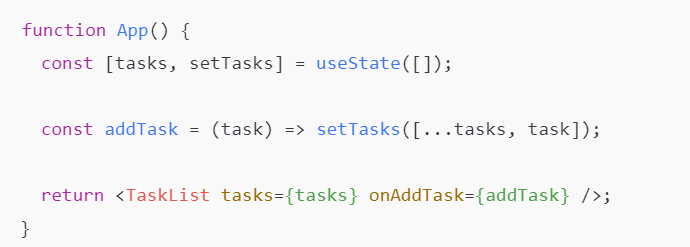 function App() {
  const [tasks, setTasks] = useState([]);
  const addTask = (task) => setTasks([...tasks, task]);
  return <TaskList tasks={tasks} onAddTask={addTask} />;
}